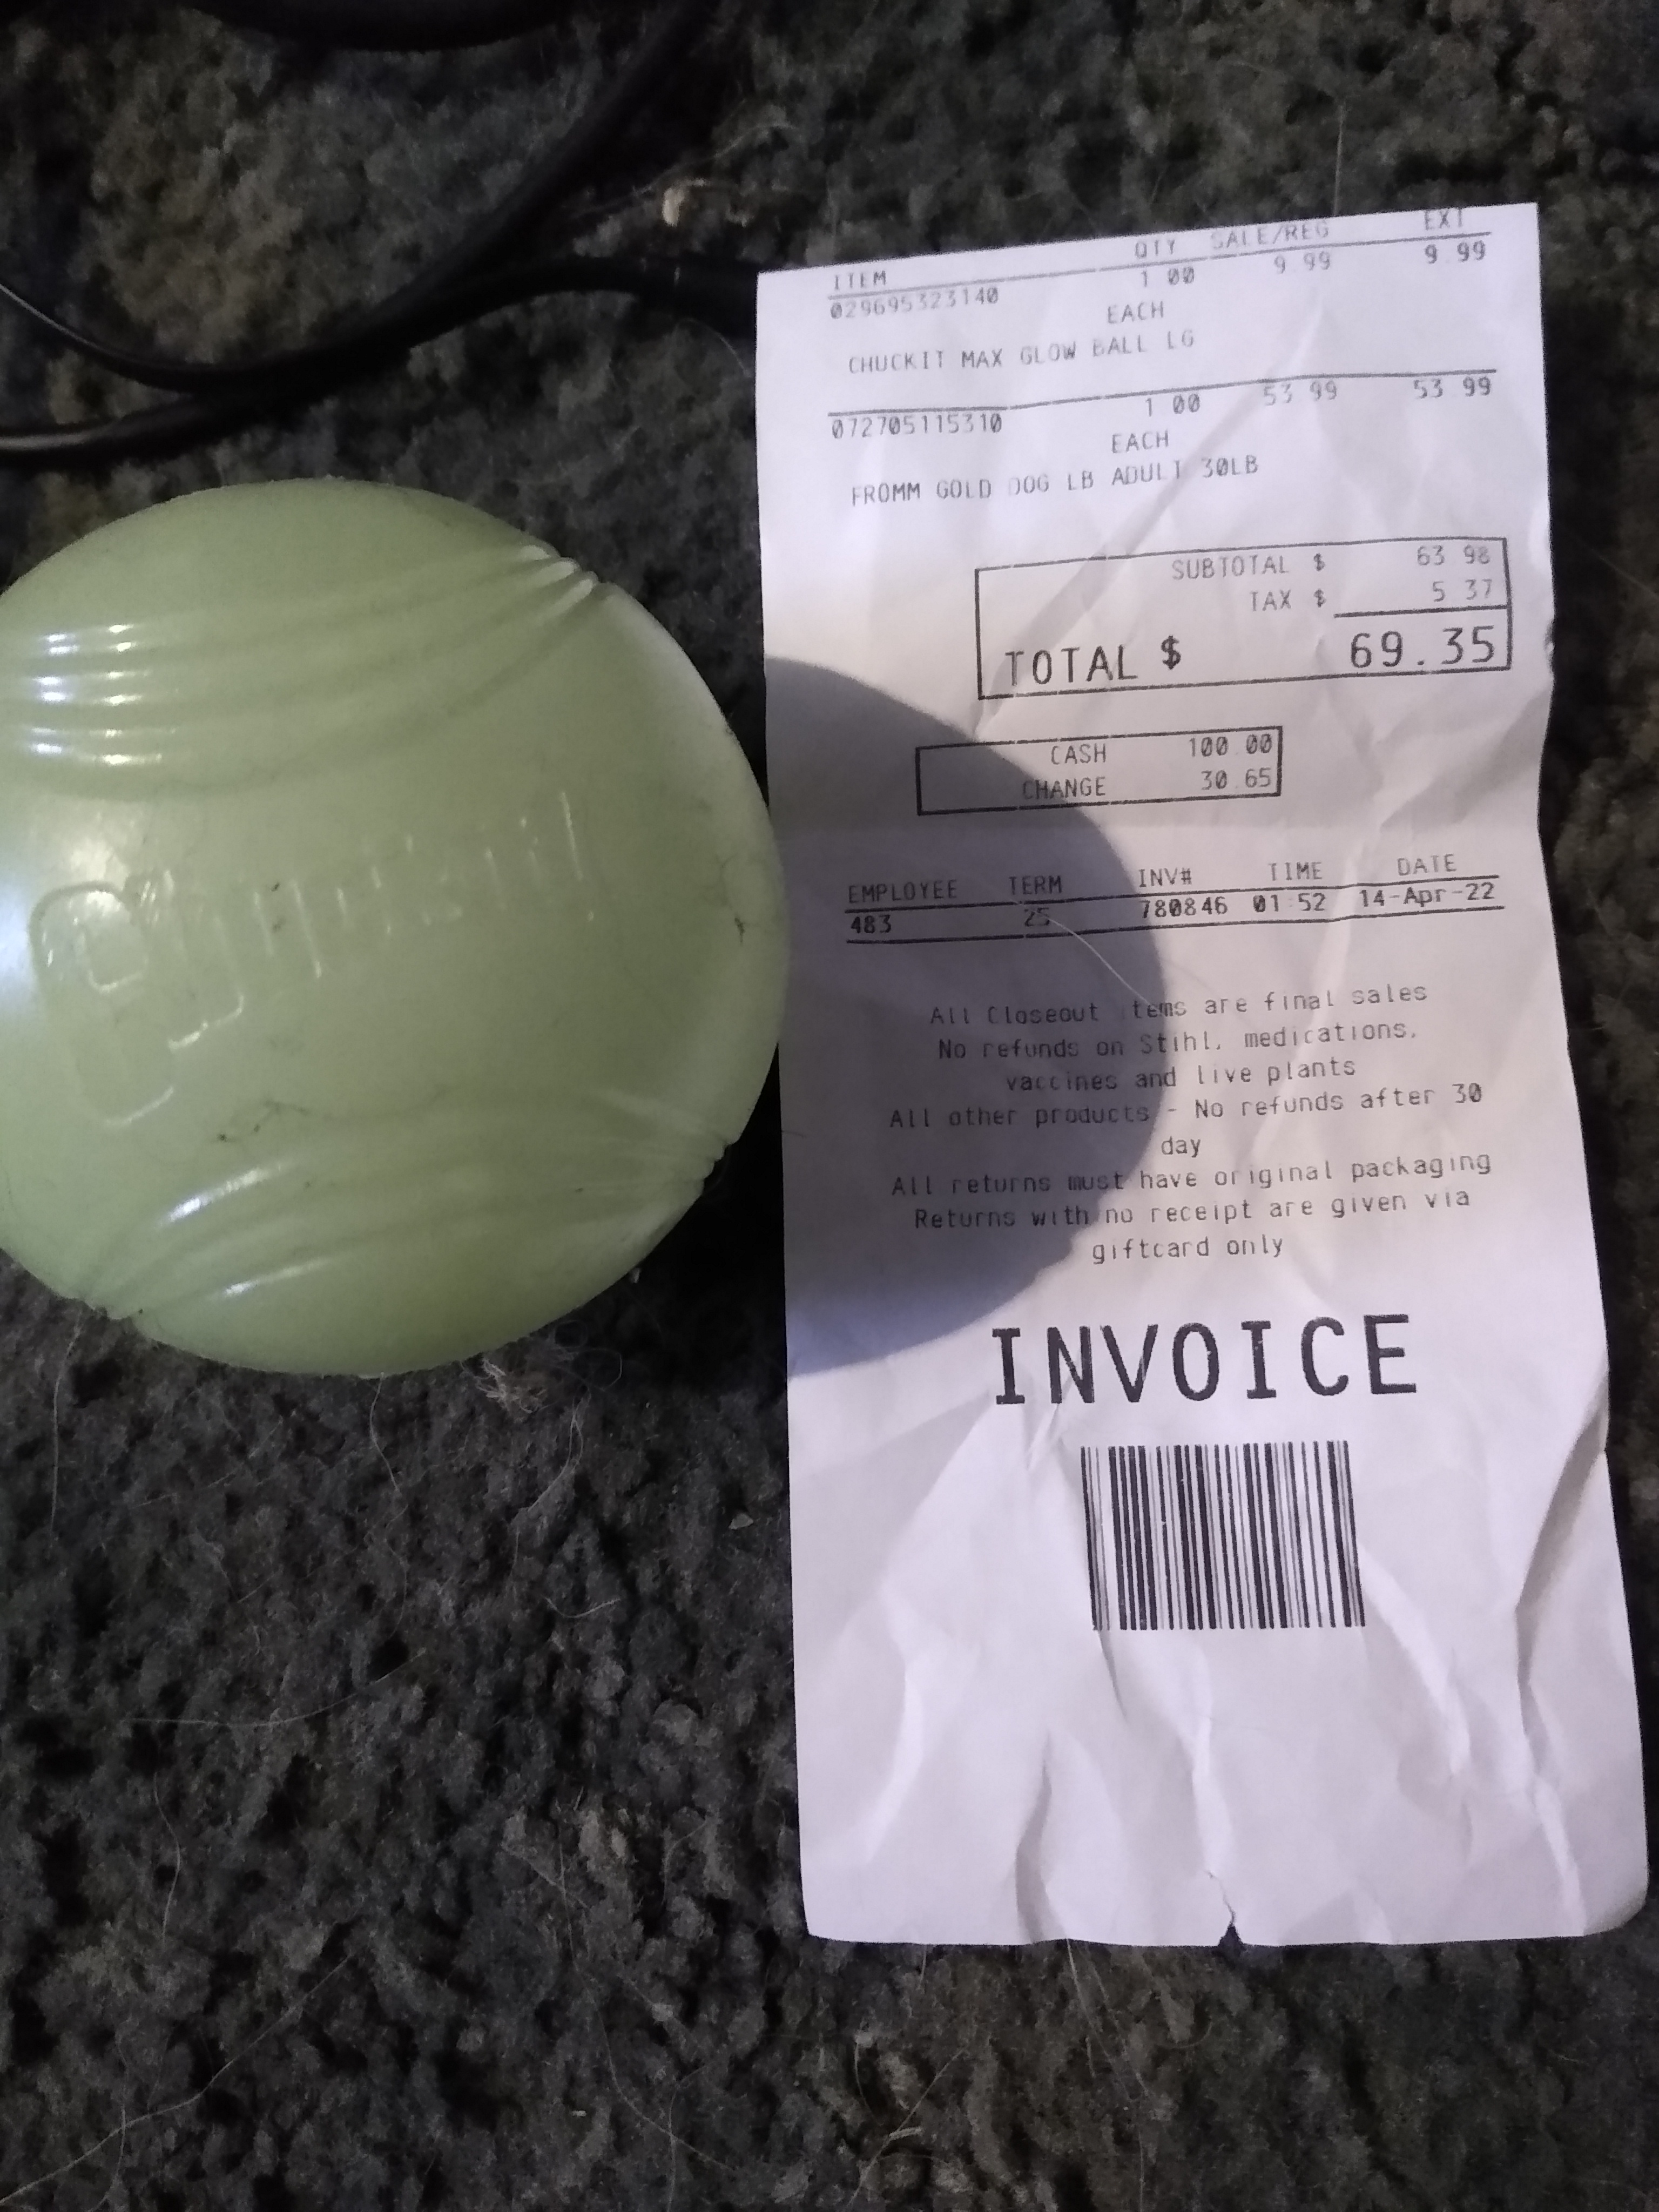 Chuckit!
ITEM QTY SALE/REG EXT
029695323140 1 00 9 99 9 99
EACH
CHUCKIT MAX GLOW BALL LG
072705115310 1 00 53 99 53 99
EACH
FROMM GOLD DOG LB ADULT 30LB
SUBTOTAL $ 63 98
TAX $ 5 37
TOTAL $ 69.35
CASH 100 00
CHANGE 30 65
EMPLOYEE TERM INV# TIME DATE
483 25 780846 01:52 14-Apr-22
All Closeout tems are final sales
No refunds on Stihl, medications,
vaccines and live plants
All other products - No refunds after 30
day
All returns must have original packaging
Returns with no receipt are given via
giftcard only
INVOICE